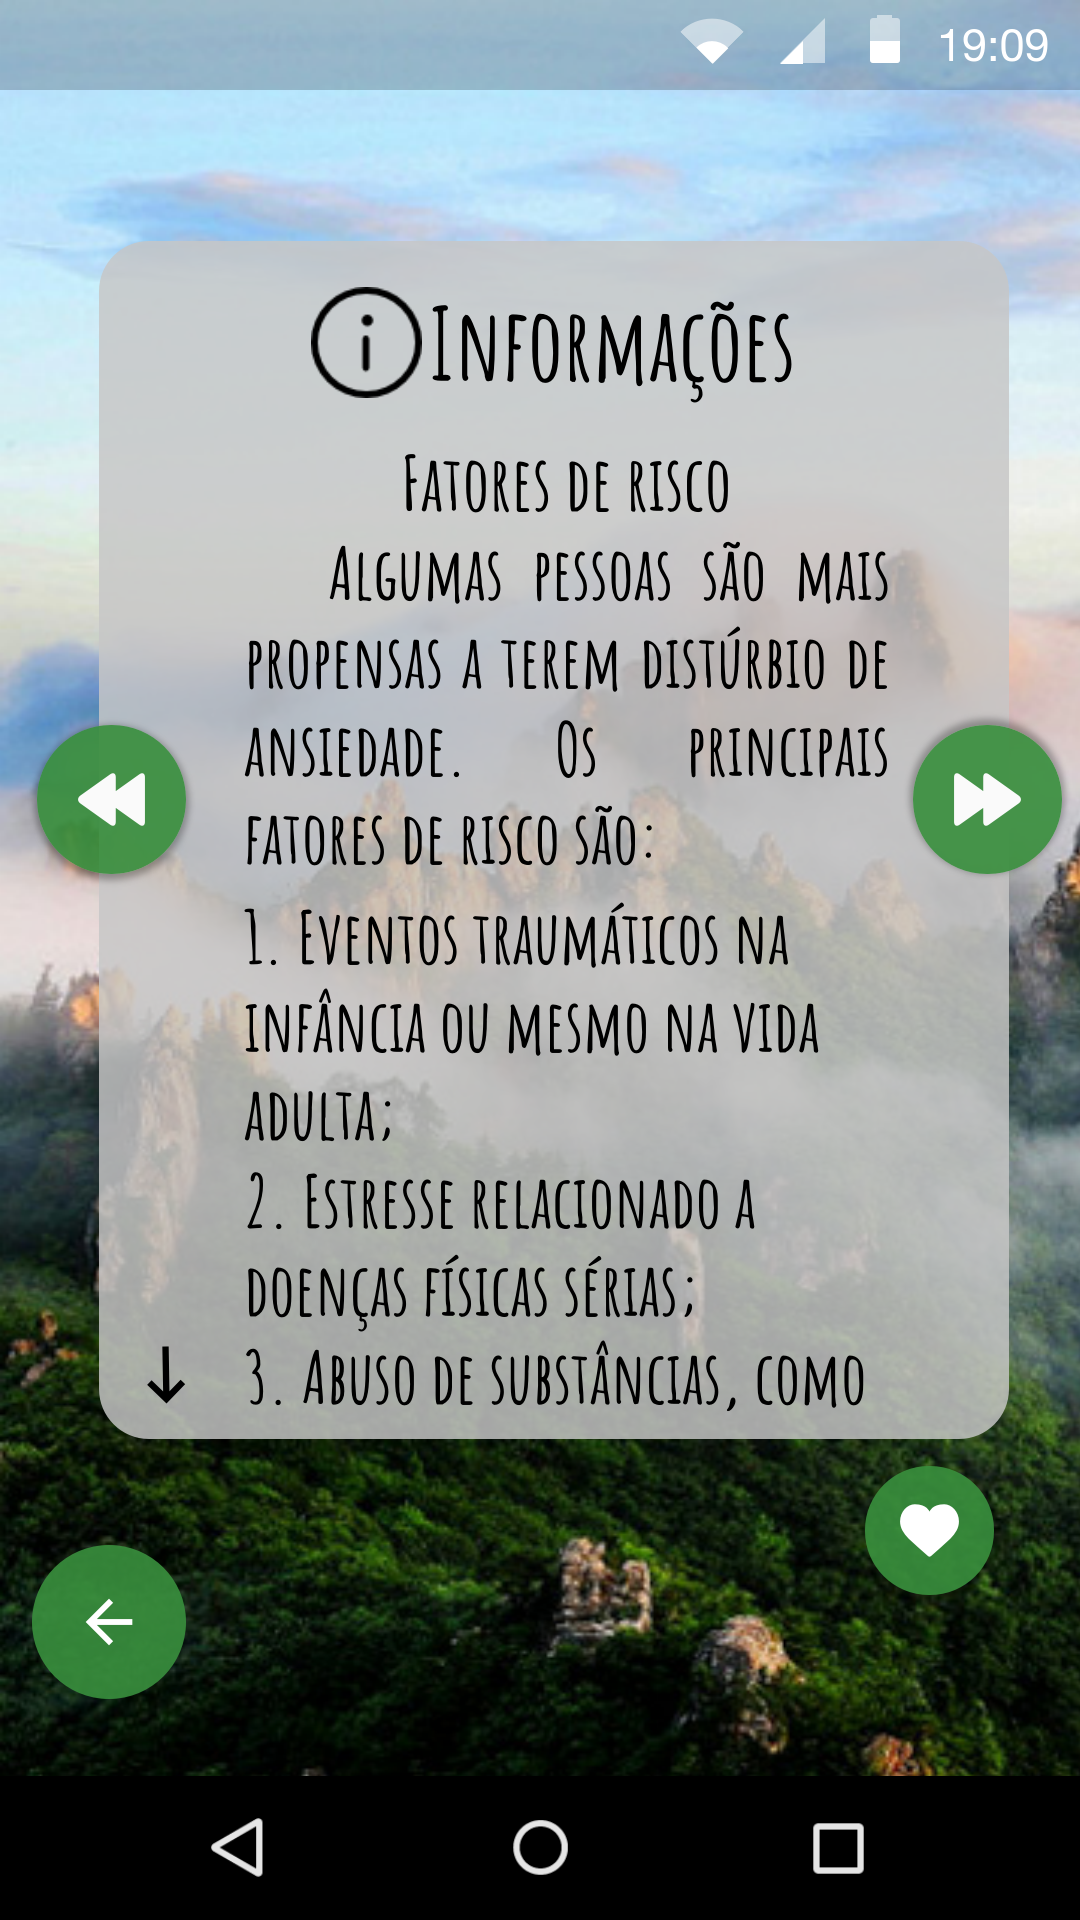 19:09
Informações
Fatores de risco
Algumas pessoas são mais
propensas a terem distúrbio de
ansiedade. Os principais
fatores de risco são:
1. Eventos traumáticos na
infância ou mesmo na vida
adulta;
2. Estresse relacionado a
doenças físicas sérias;
3. Abuso de substâncias, como